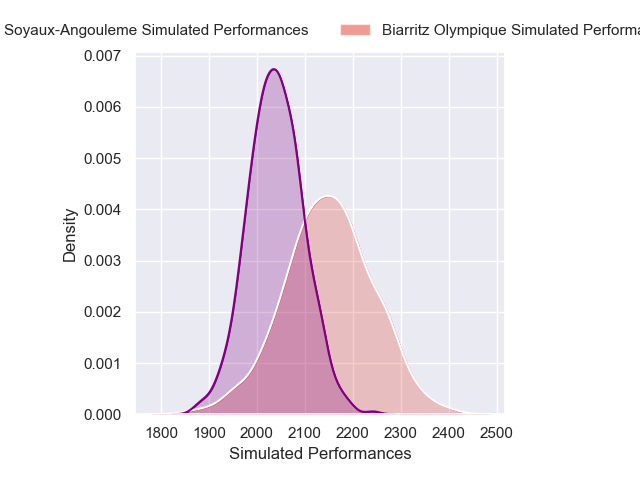 Soyaux-Angouleme Simulated Performances
Biarritz Olympique Simulated
0.007
0.006
0.005
0.004
0.003
0.002
0.001
0.000
Density
1800 1900 2000 2100 2200 2300 2400 2500
Simulated Performances